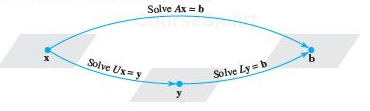 Solve Ax = b
x
b
Solve Ux = y
Solve Ly = b
y